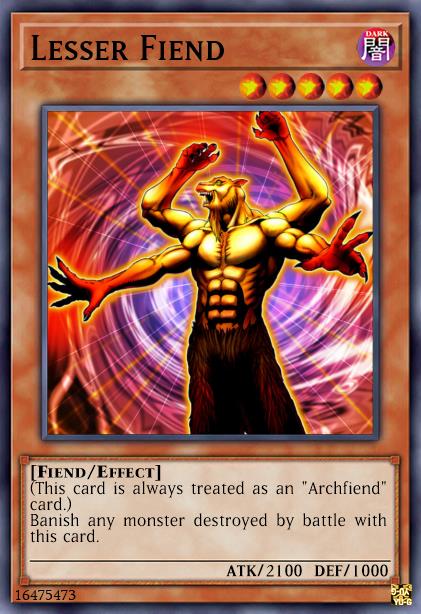 LESSER FIEND
DARK
闇
[FIEND/EFFECT]
(This card is always treated as an "Archfiend"
card.)
Banish any monster destroyed by battle with
this card.
ATK/2100 DEF/1000
16475473